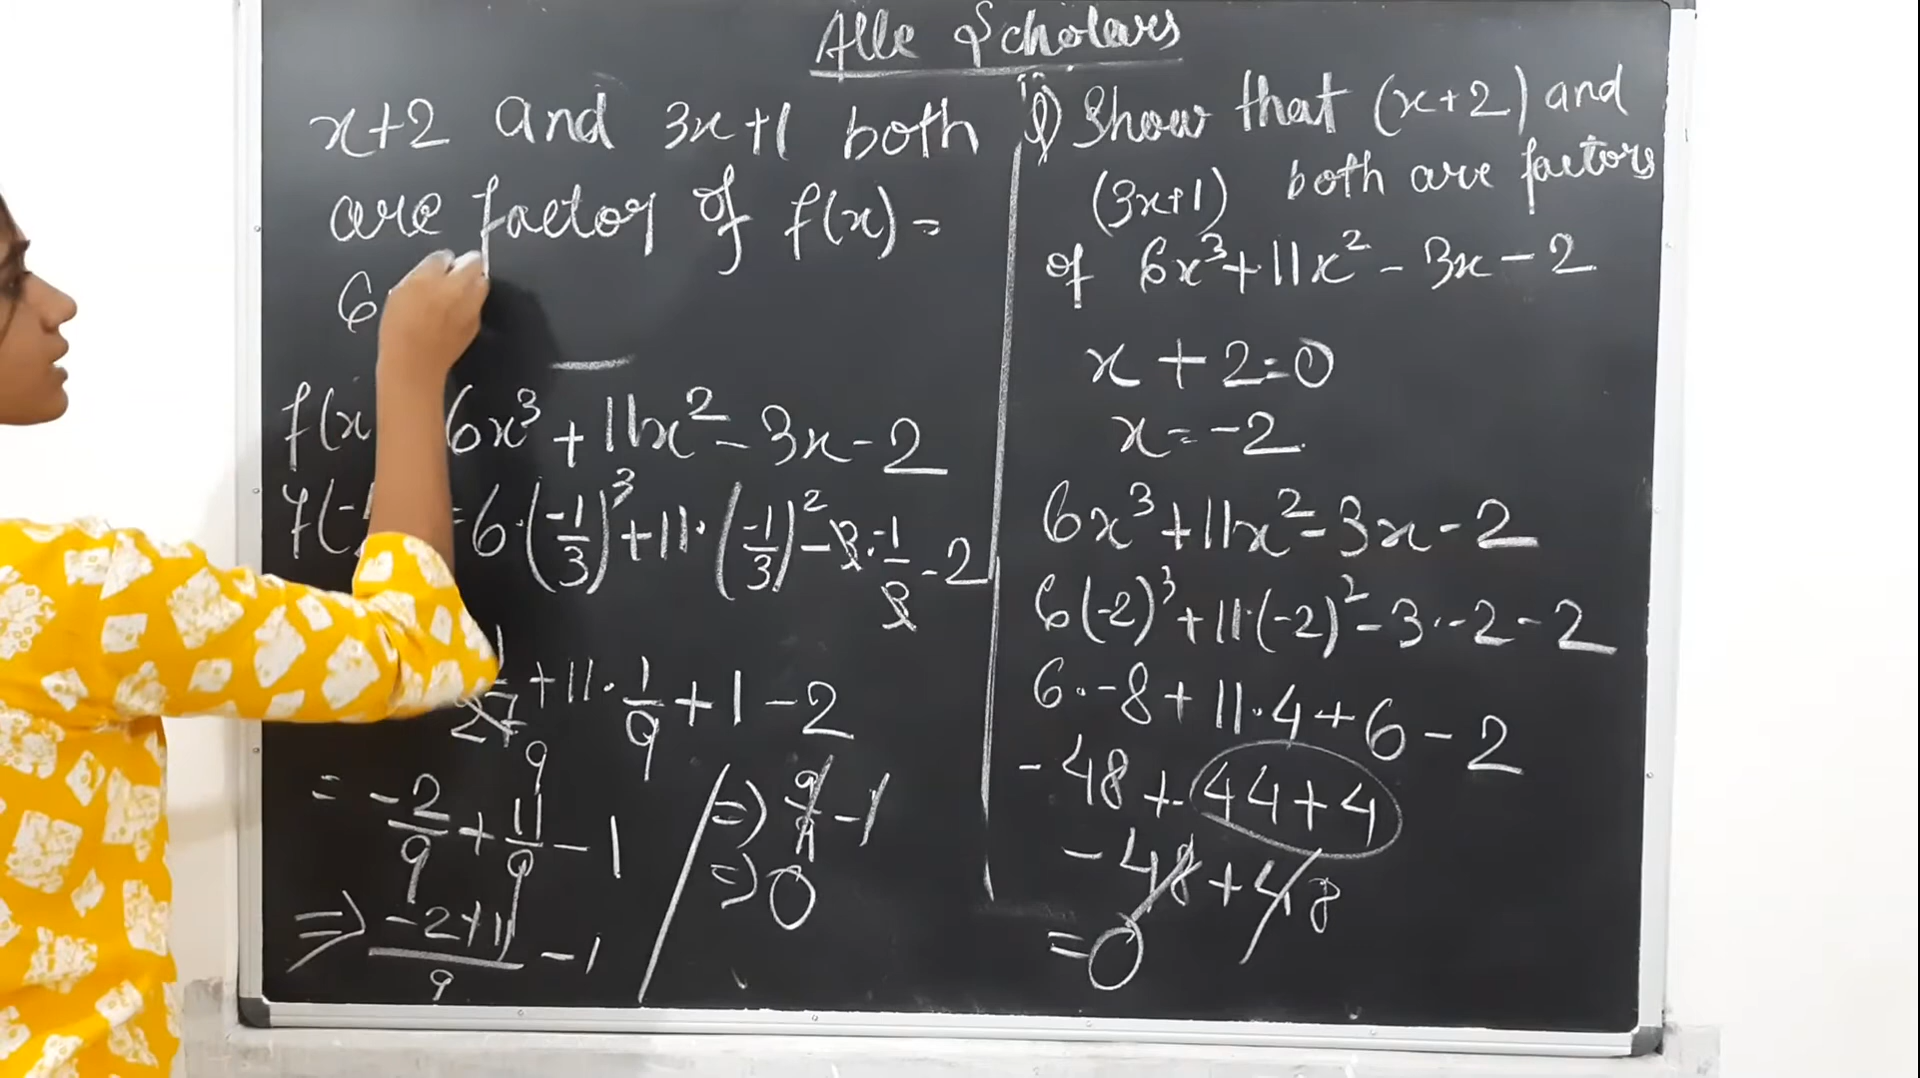 Alle Scholars
x+2 and 3x+1 both
are factor of f(x) =
6
f(x 6x³ + 11x² - 3x - 2
f(-1 = 6·(-1/3)³ + 11·(-1/3)² - 3·-1/3 - 2
1/27 + 11·1/9 + 1 - 2
9
= -2/9 + 11/9 - 1
⇒ (-2+11)/9 - 1
⇒ 9/9 - 1
⇒ 0
ii) Show that (x+2) and
(3x+1) both are factors
of 6x³ + 11x² - 3x - 2
x + 2 = 0
x = -2
6x³ + 11x² - 3x - 2
6(-2)³ + 11·(-2)² - 3·-2 - 2
6·-8 + 11·4 + 6 - 2
-48 + 44 + 4
-48 + 48
= 0